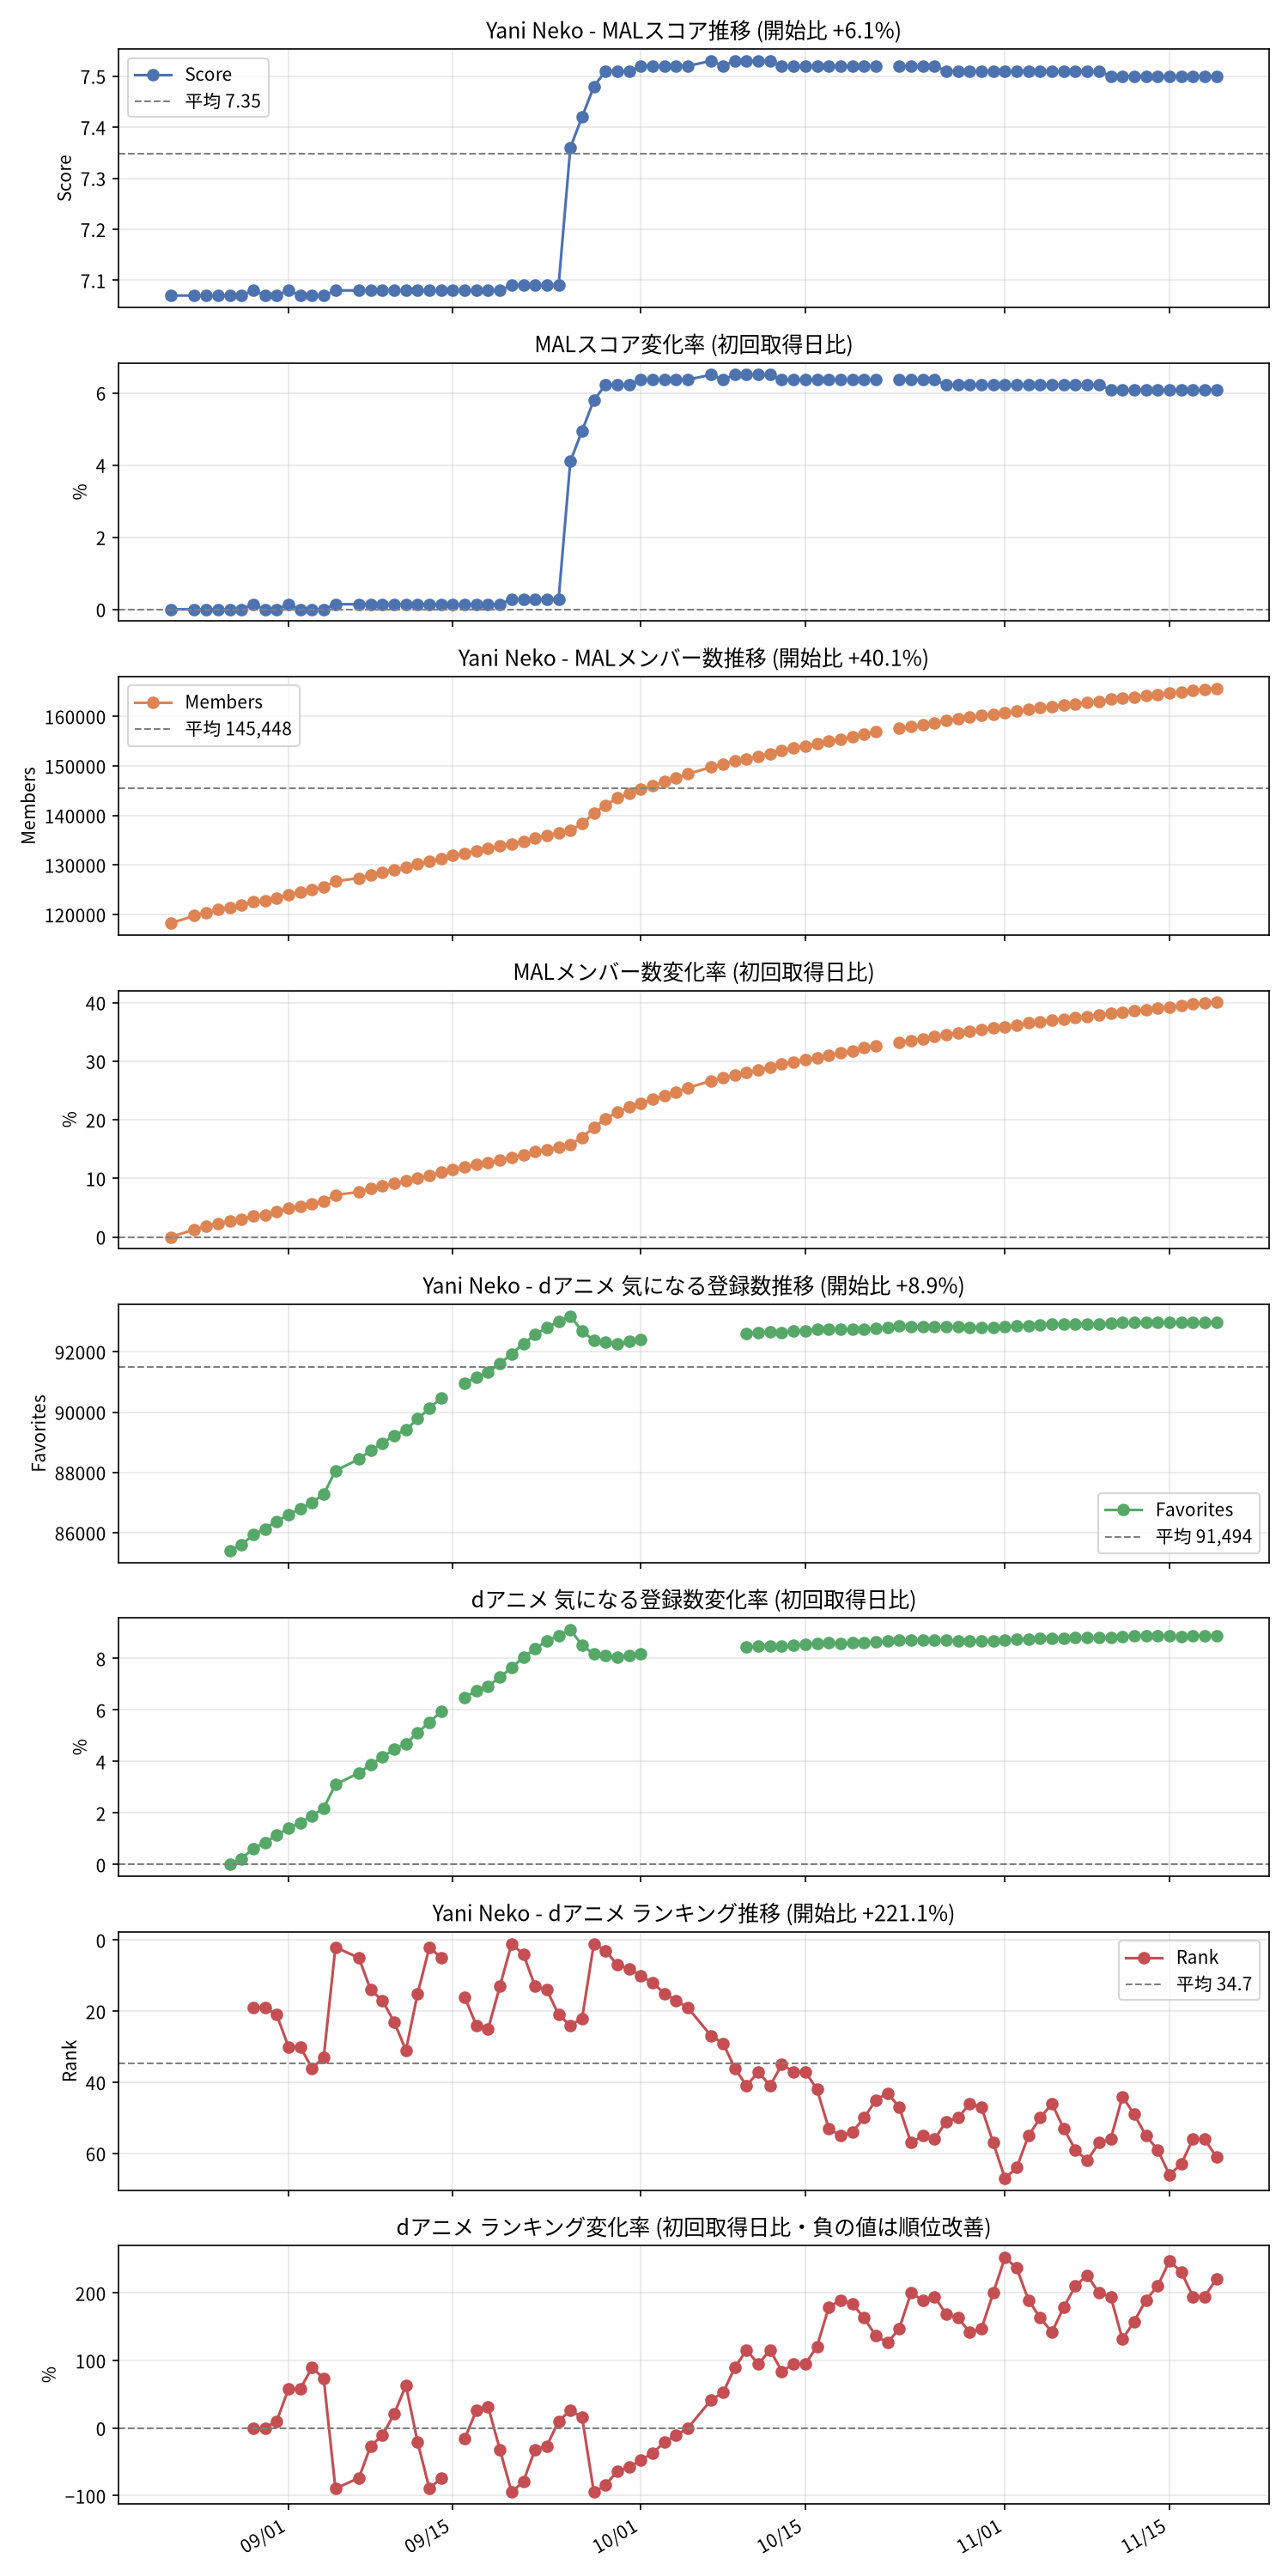 Yani Neko - MALスコア推移 (開始比 +6.1%)
Score
平均 7.35
Score
7.5
7.4
7.3
7.2
7.1
MALスコア変化率 (初回取得日比)
%
6
4
2
0
Yani Neko - MALメンバー数推移 (開始比 +40.1%)
Members
平均 145,448
Members
160000
150000
140000
130000
120000
MALメンバー数変化率 (初回取得日比)
%
40
30
20
10
0
Yani Neko - dアニメ 気になる登録数推移 (開始比 +8.9%)
Favorites
92000
90000
88000
86000
Favorites
平均 91,494
dアニメ 気になる登録数変化率 (初回取得日比)
%
8
6
4
2
0
Yani Neko - dアニメ ランキング推移 (開始比 +221.1%)
Rank
平均 34.7
Rank
0
20
40
60
dアニメ ランキング変化率 (初回取得日比・負の値は順位改善)
%
200
100
0
−100
09/01
09/15
10/01
10/15
11/01
11/15